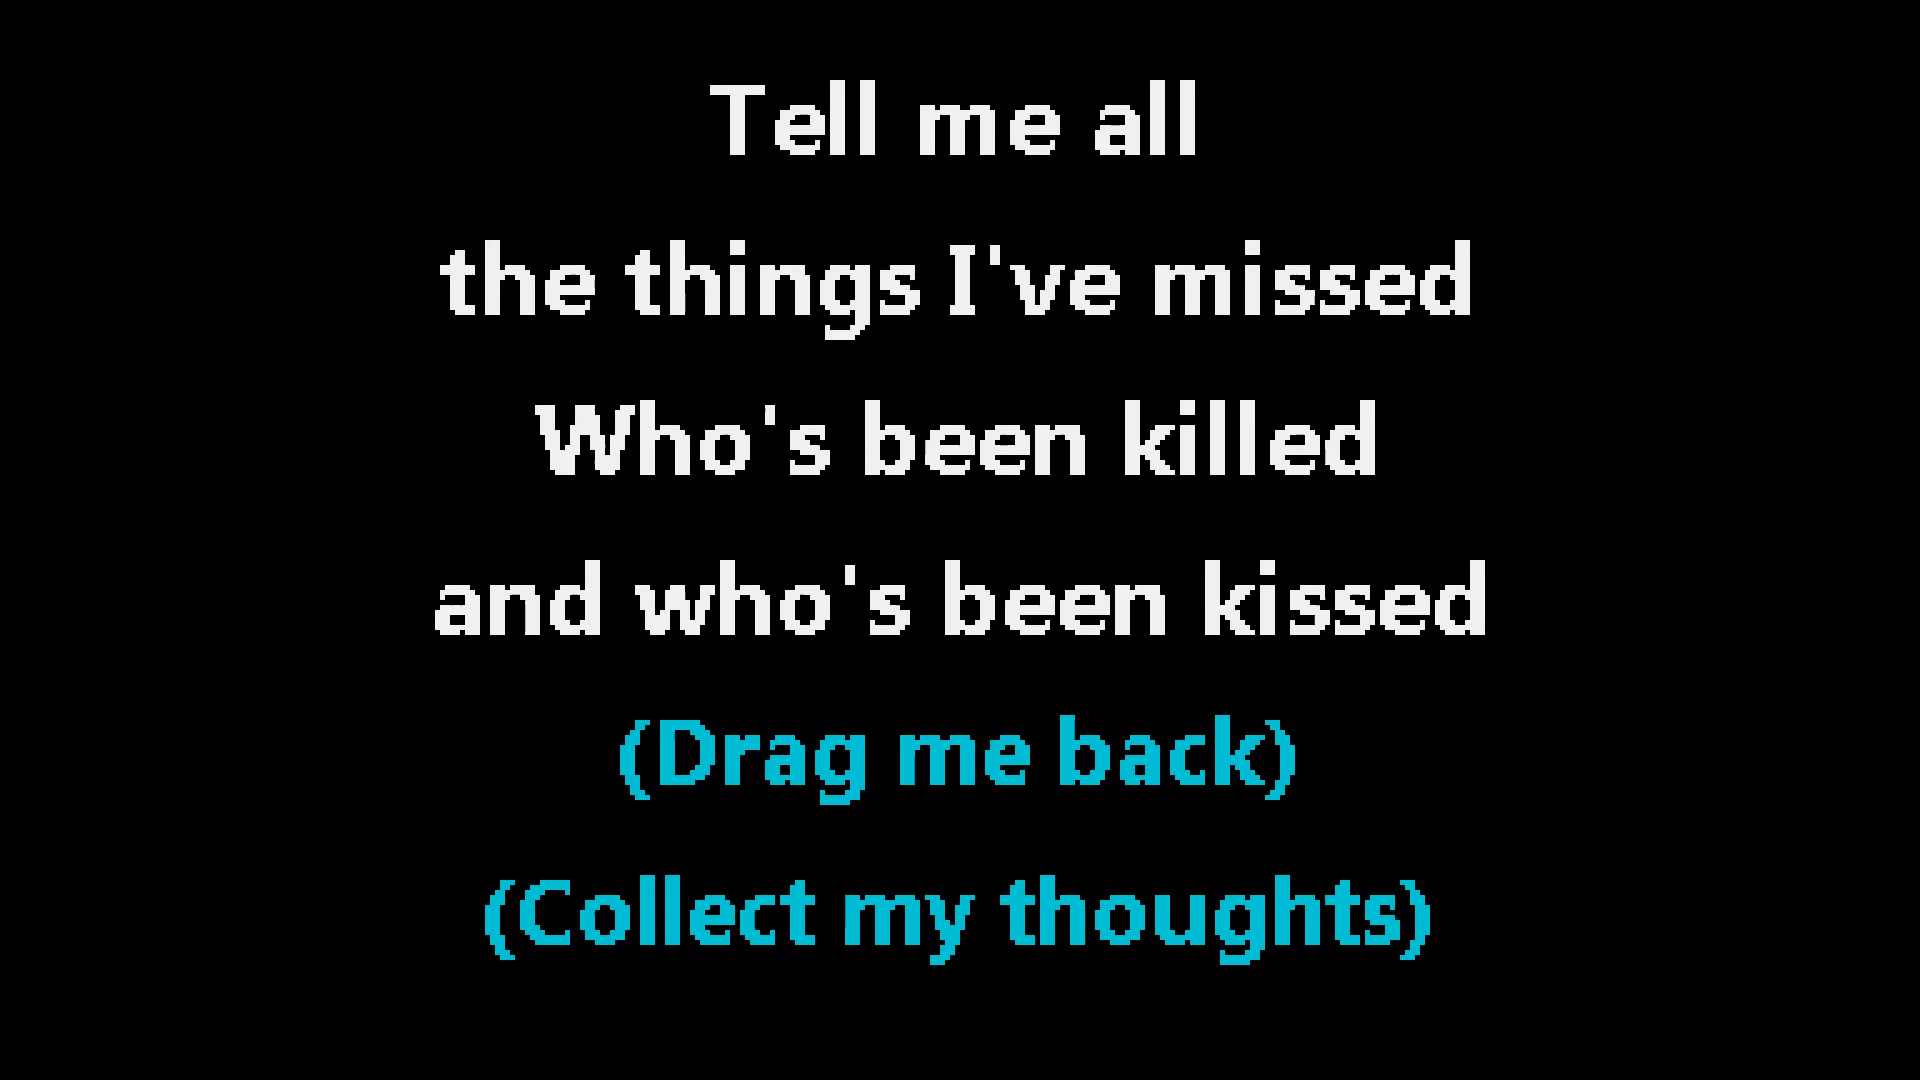 Tell me all
the things I've missed
Who's been killed
and who's been kissed
(Drag me back)
(Collect my thoughts)